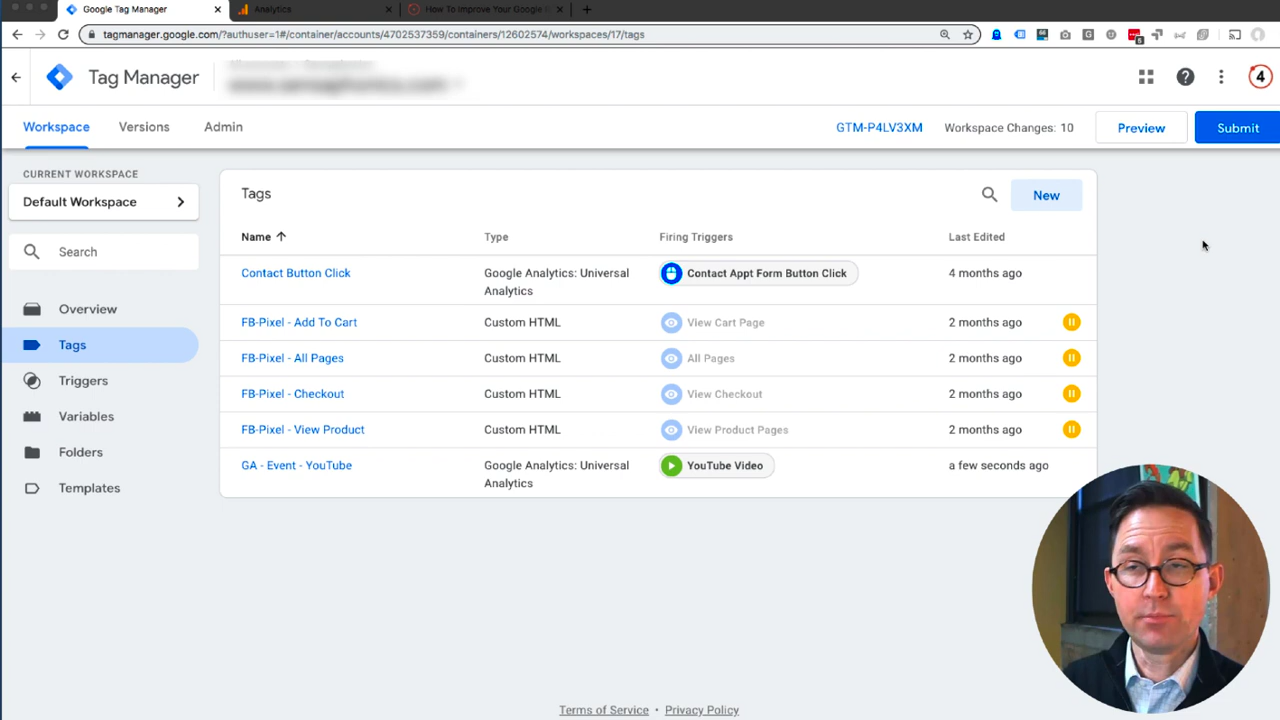 Google Tag Manager
Analytics
How To Improve Your Google
tagmanager.google.com/?authuser=1#/container/accounts/4702537359/containers/12602574/workspaces/17/tags
5
Tag Manager
4
Workspace
Versions
Admin
GTM-P4LV3XM
Workspace Changes: 10
Preview
Submit
CURRENT WORKSPACE
Default Workspace
Search
Overview
Tags
Triggers
Variables
Folders
Templates
Tags
New
Name
Type
Firing Triggers
Last Edited
Contact Button Click
Google Analytics: Universal
Analytics
Contact Appt Form Button Click
4 months ago
FB-Pixel - Add To Cart
Custom HTML
View Cart Page
2 months ago
FB-Pixel - All Pages
Custom HTML
All Pages
2 months ago
FB-Pixel - Checkout
Custom HTML
View Checkout
2 months ago
FB-Pixel - View Product
Custom HTML
View Product Pages
2 months ago
GA - Event - YouTube
Google Analytics: Universal
Analytics
YouTube Video
a few seconds ago
Terms of Service • Privacy Policy